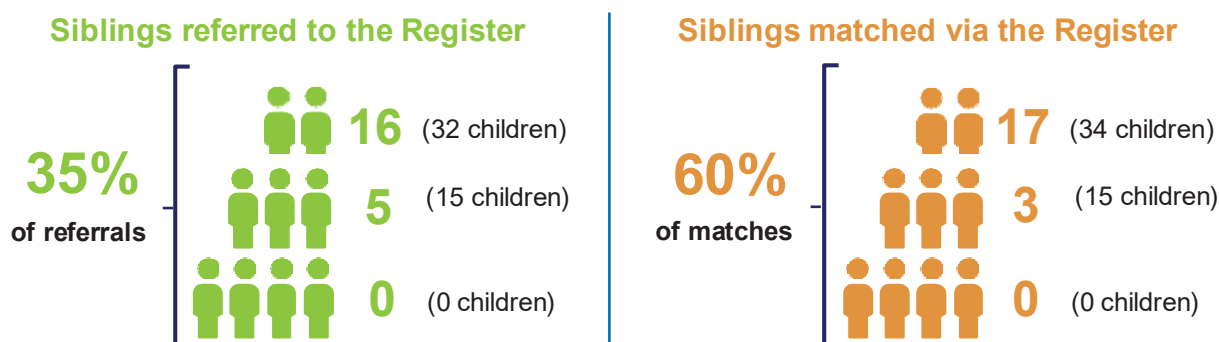 Siblings referred to the Register
16 (32 children)
35%
of referrals
5 (15 children)
0 (0 children)
Siblings matched via the Register
17 (34 children)
60%
of matches
3 (15 children)
0 (0 children)